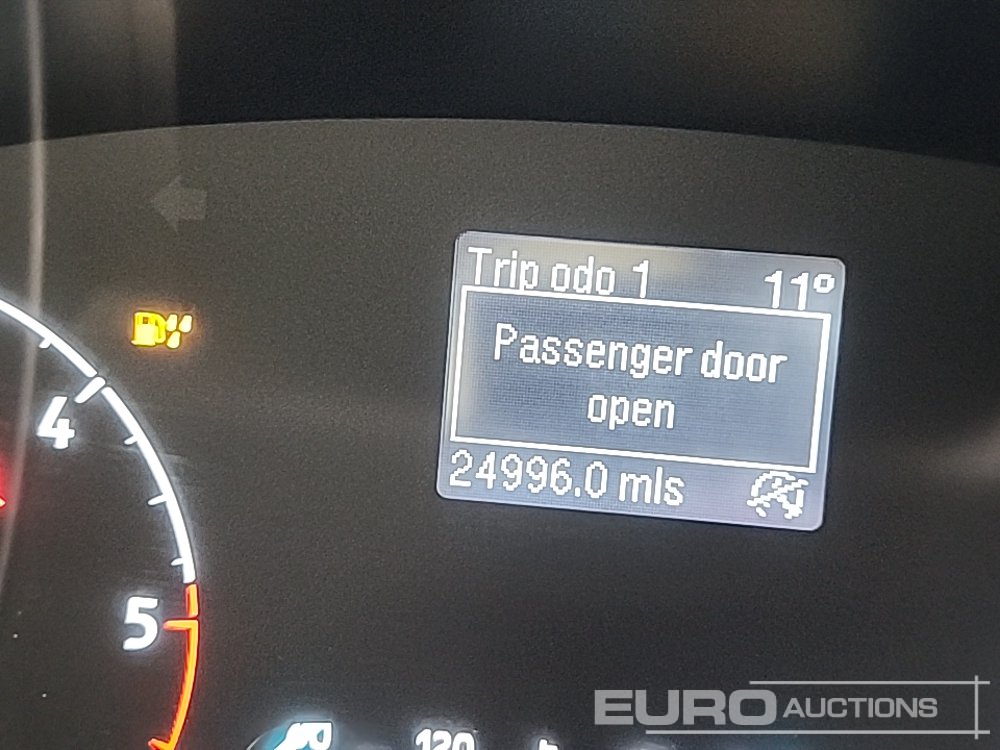 Trip odo 1 11°
Passenger door
open
24996.0 mls
4
5
120
EURO AUCTIONS